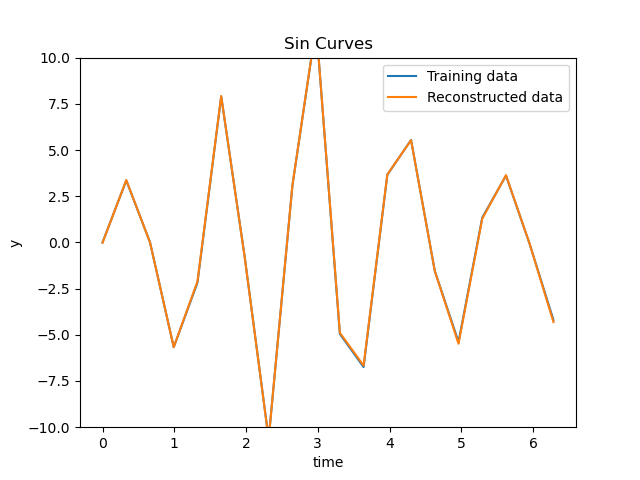 Sin Curves
Training data
Reconstructed data
10.0
7.5
5.0
2.5
0.0
−2.5
−5.0
−7.5
−10.0
y
0 1 2 3 4 5 6
time